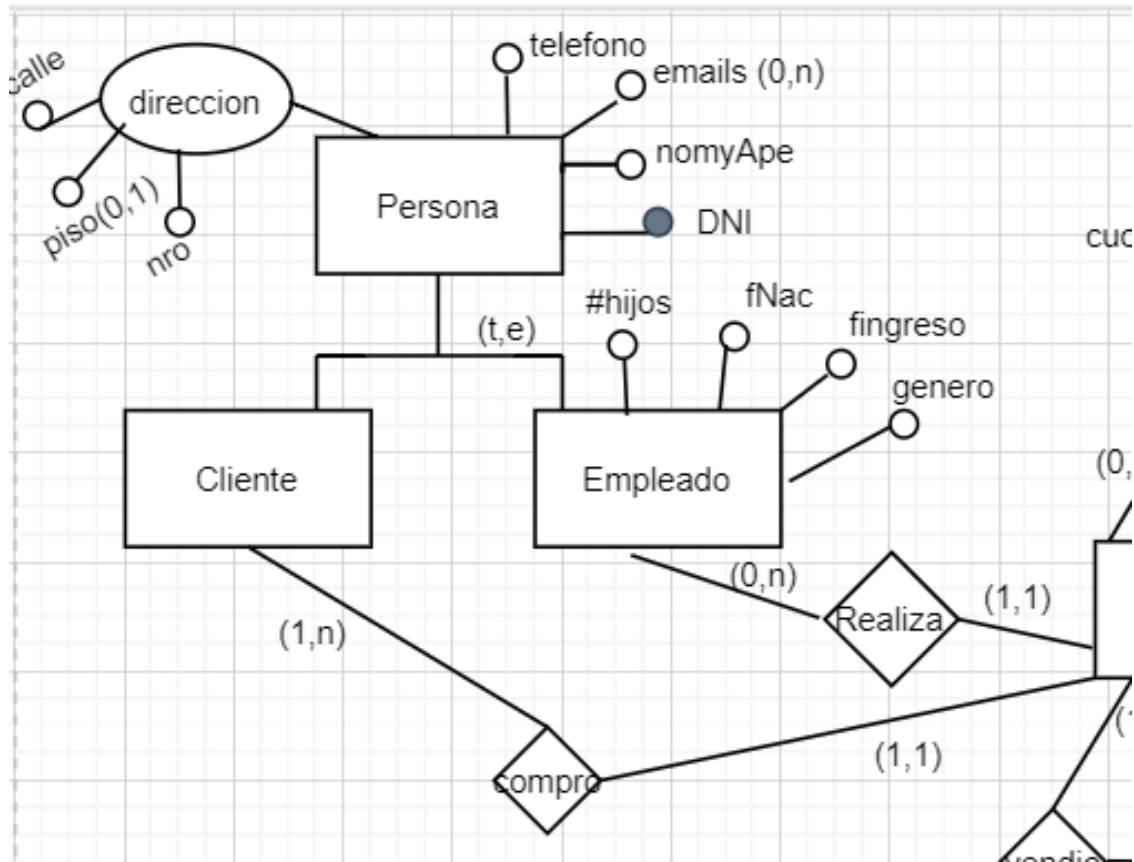 telefono
emails (0,n)
calle
direccion
nomyApe
piso(0,1)
nro
Persona
DNI
#hijos
fNac
(t,e)
fingreso
genero
Cliente
Empleado
(0,n)
Realiza
(1,1)
(1,n)
compro
(1,1)